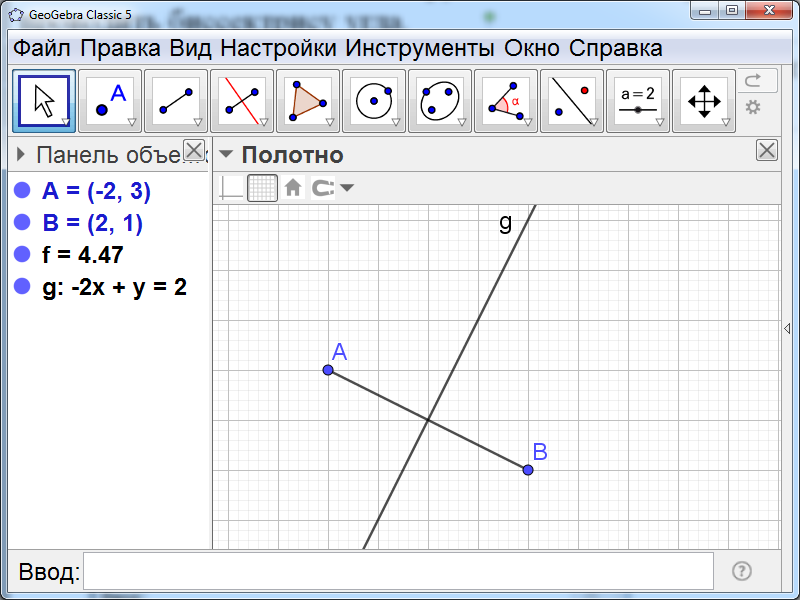 GeoGebra Classic 5
Файл Правка Вид Настройки Инструменты Окно Справка
A
α
a=2
Панель объе
Полотно
A = (-2, 3)
B = (2, 1)
f = 4.47
g: -2x + y = 2
g
A
B
Ввод: